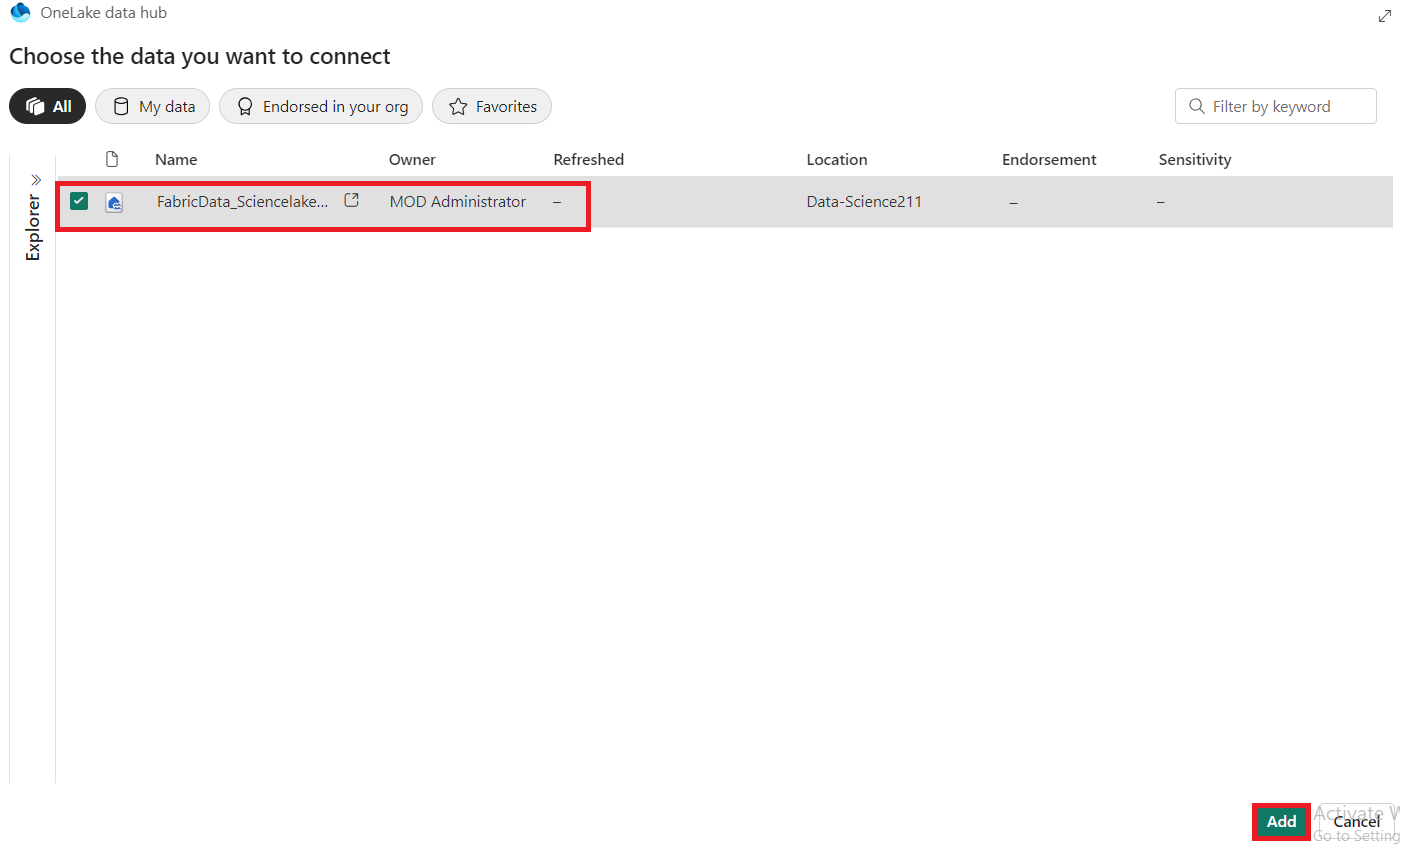 OneLake data hub
Choose the data you want to connect
All My data Endorsed in your org Favorites Filter by keyword
Name Owner Refreshed Location Endorsement Sensitivity
Explorer
FabricData_Sciencelake... MOD Administrator – Data-Science211 – –
Activate W
Add Cancel
Go to Setting